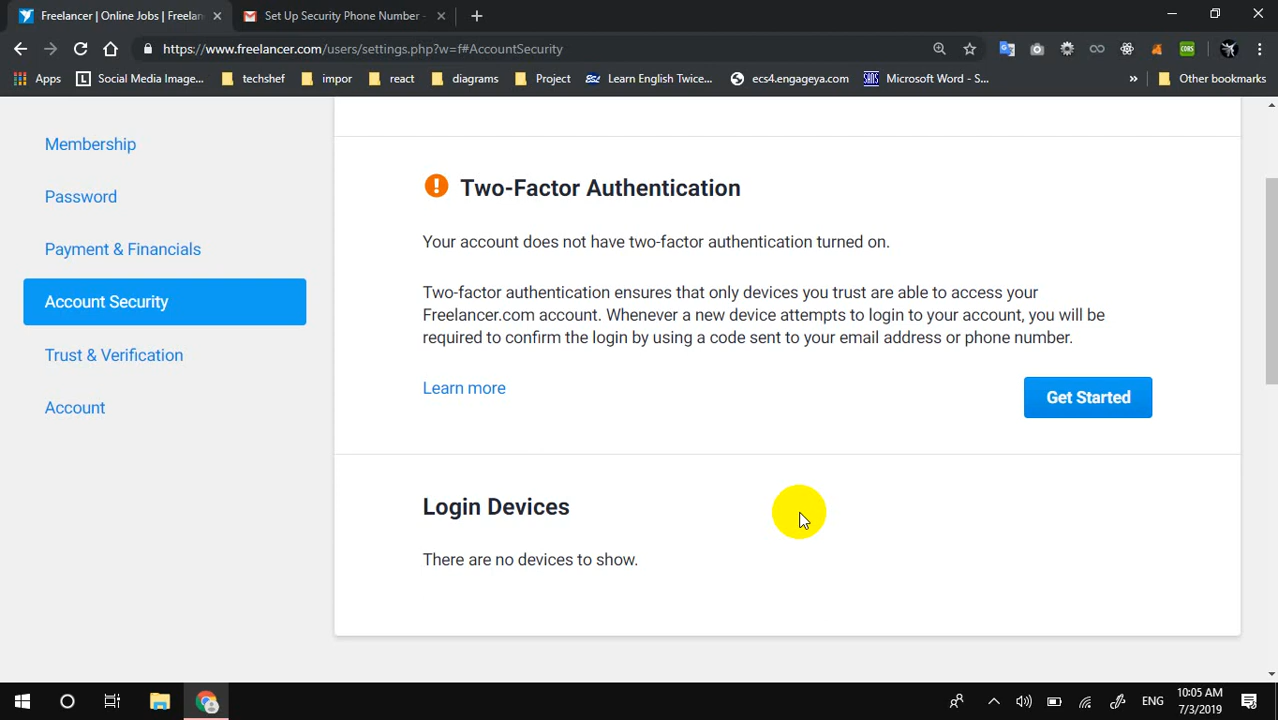 Freelancer | Online Jobs | Freelan
Set Up Security Phone Number -
https://www.freelancer.com/users/settings.php?w=f#AccountSecurity
Apps
Social Media Image...
techshef
impor
react
diagrams
Project
Learn English Twice...
ecs4.engageya.com
Microsoft Word - S...
»
Other bookmarks
Membership
Password
Payment & Financials
Account Security
Trust & Verification
Account
Two-Factor Authentication
Your account does not have two-factor authentication turned on.
Two-factor authentication ensures that only devices you trust are able to access your
Freelancer.com account. Whenever a new device attempts to login to your account, you will be
required to confirm the login by using a code sent to your email address or phone number.
Learn more
Get Started
Login Devices
There are no devices to show.
ENG
10:05 AM
7/3/2019